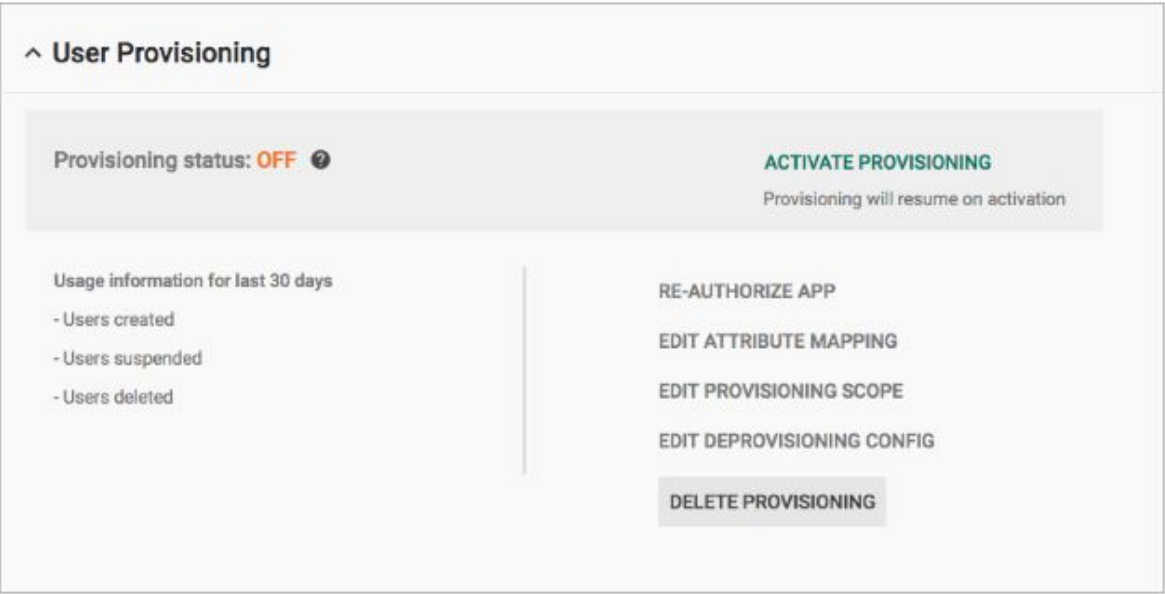 User Provisioning
Provisioning status: OFF
ACTIVATE PROVISIONING
Provisioning will resume on activation
Usage information for last 30 days
- Users created
- Users suspended
- Users deleted
RE-AUTHORIZE APP
EDIT ATTRIBUTE MAPPING
EDIT PROVISIONING SCOPE
EDIT DEPROVISIONING CONFIG
DELETE PROVISIONING